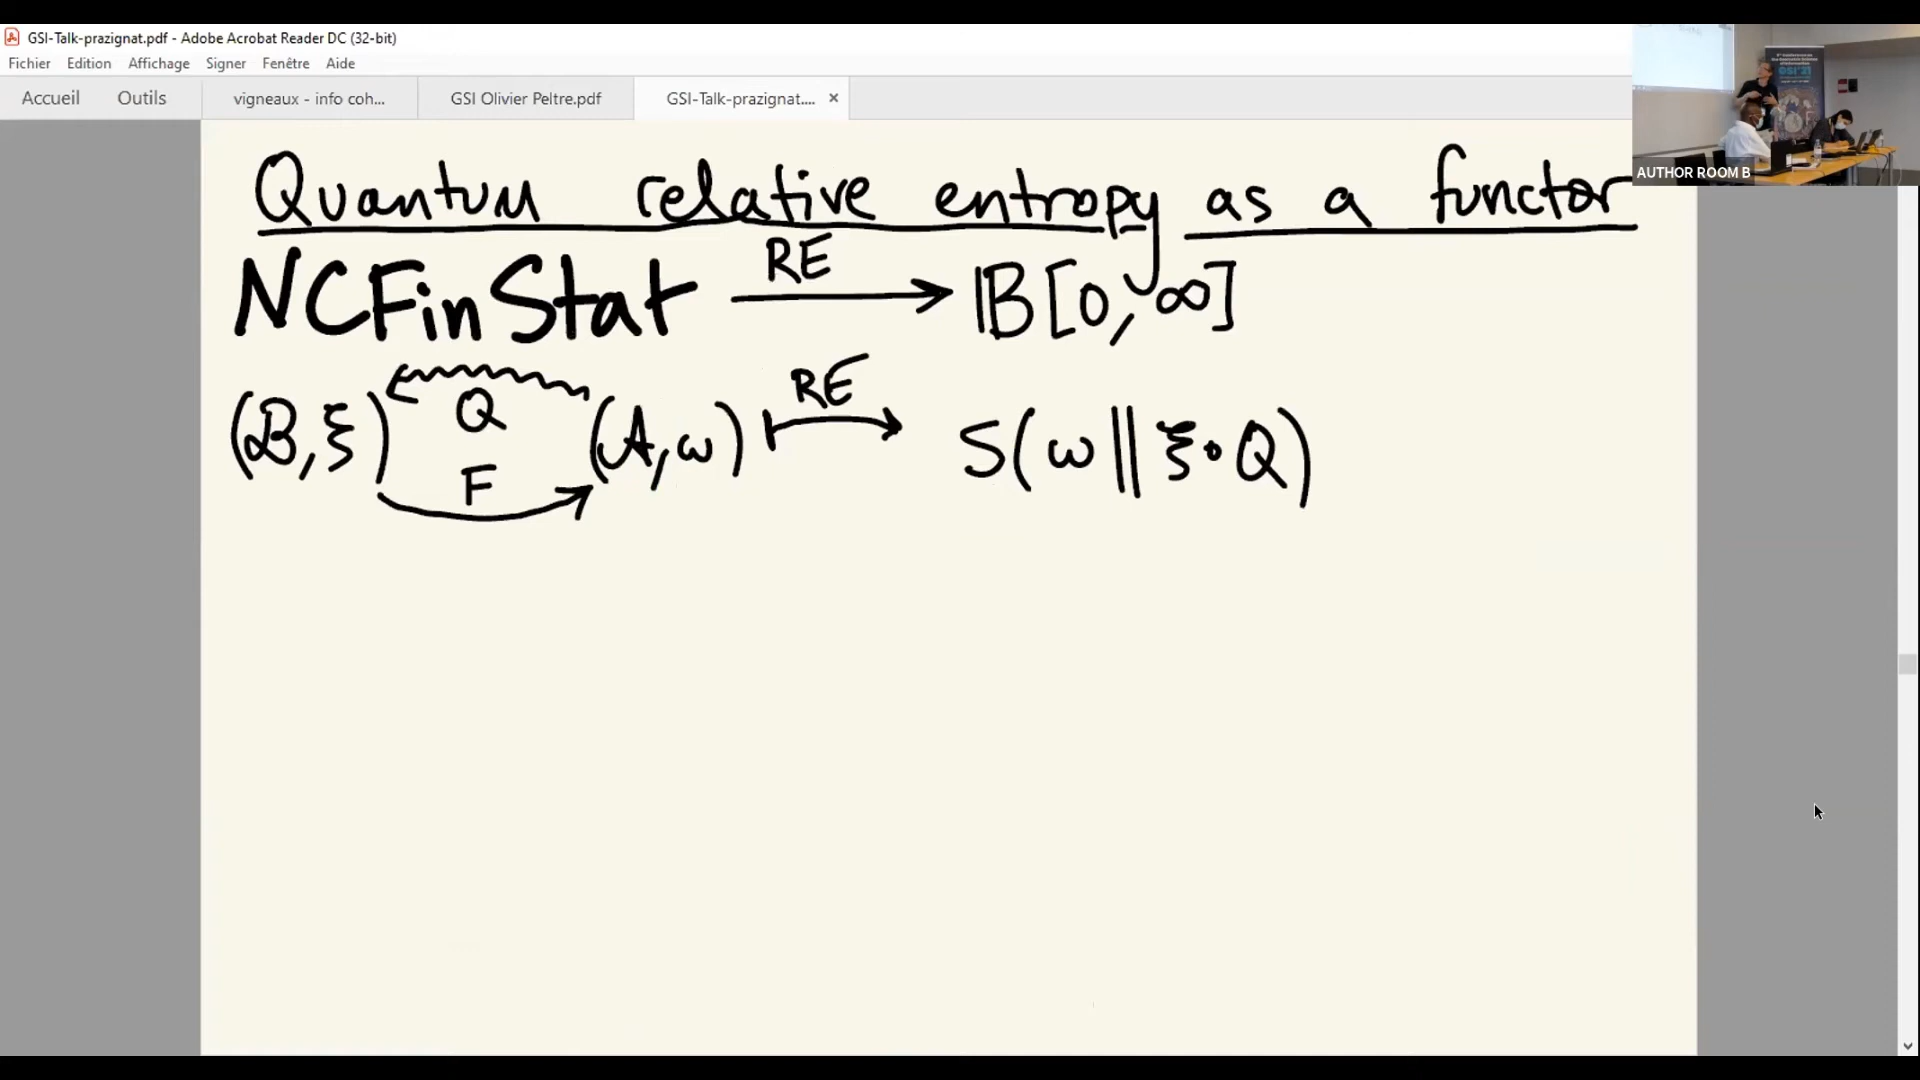 GSI-Talk-prazignat.pdf - Adobe Acrobat Reader DC (32-bit)
Fichier Edition Affichage Signer Fenêtre Aide
Accueil Outils vigneaux - info coh... GSI Olivier Peltre.pdf GSI-Talk-prazignat.... ×
AUTHOR ROOM B
GSI'21
Quantum relative entropy as a functor
NCFinStat RE → 𝔹[0,∞]
(B,ξ) Q F (A,ω) RE ↦ S(ω‖ξ∘Q)